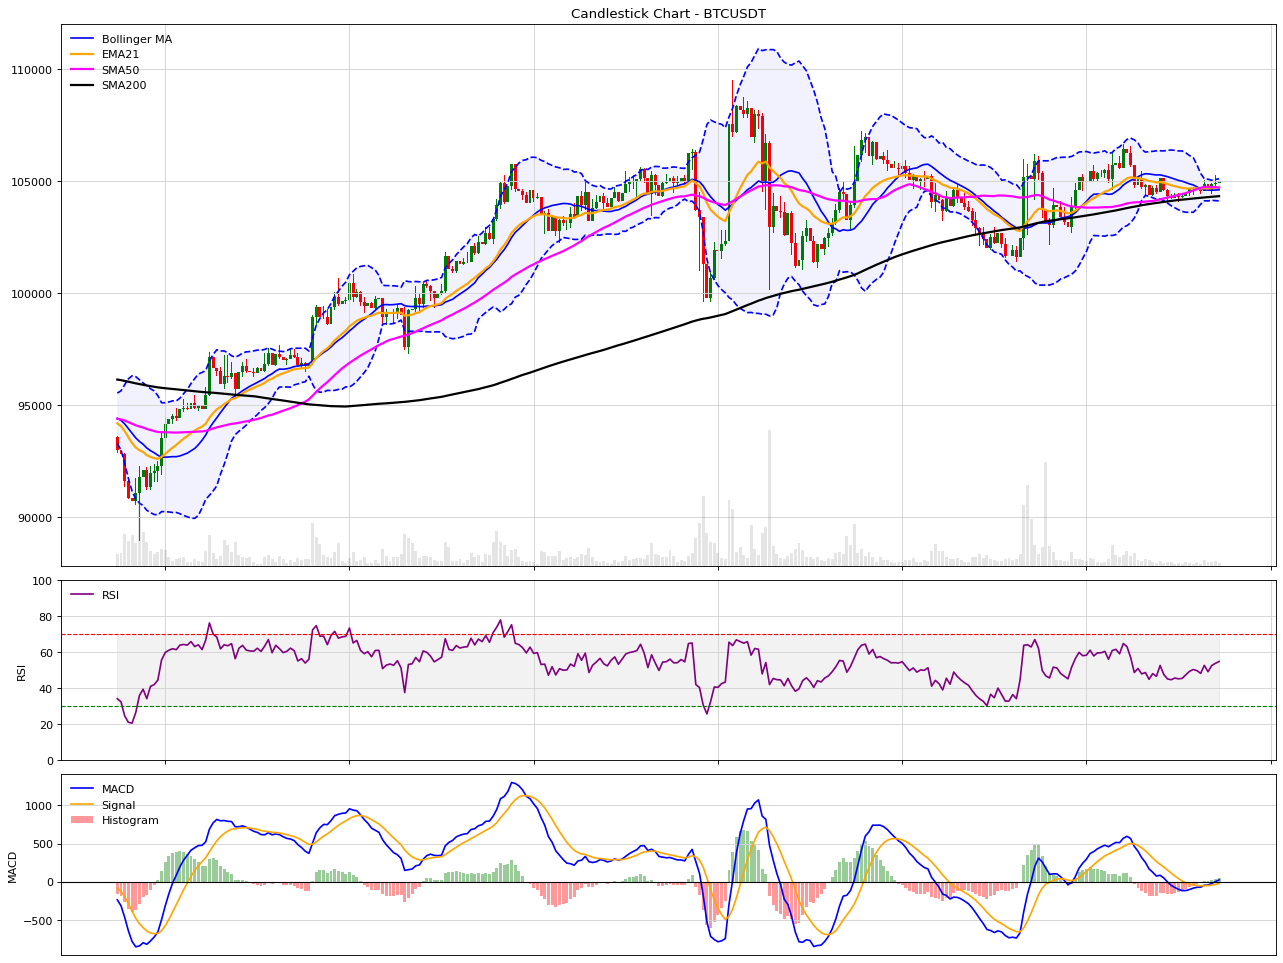 Candlestick Chart - BTCUSDT
Bollinger MA
EMA21
SMA50
SMA200
110000
105000
100000
95000
90000
RSI
100
80
60
40
20
0
RSI
MACD
Signal
Histogram
1000
500
0
−500
MACD